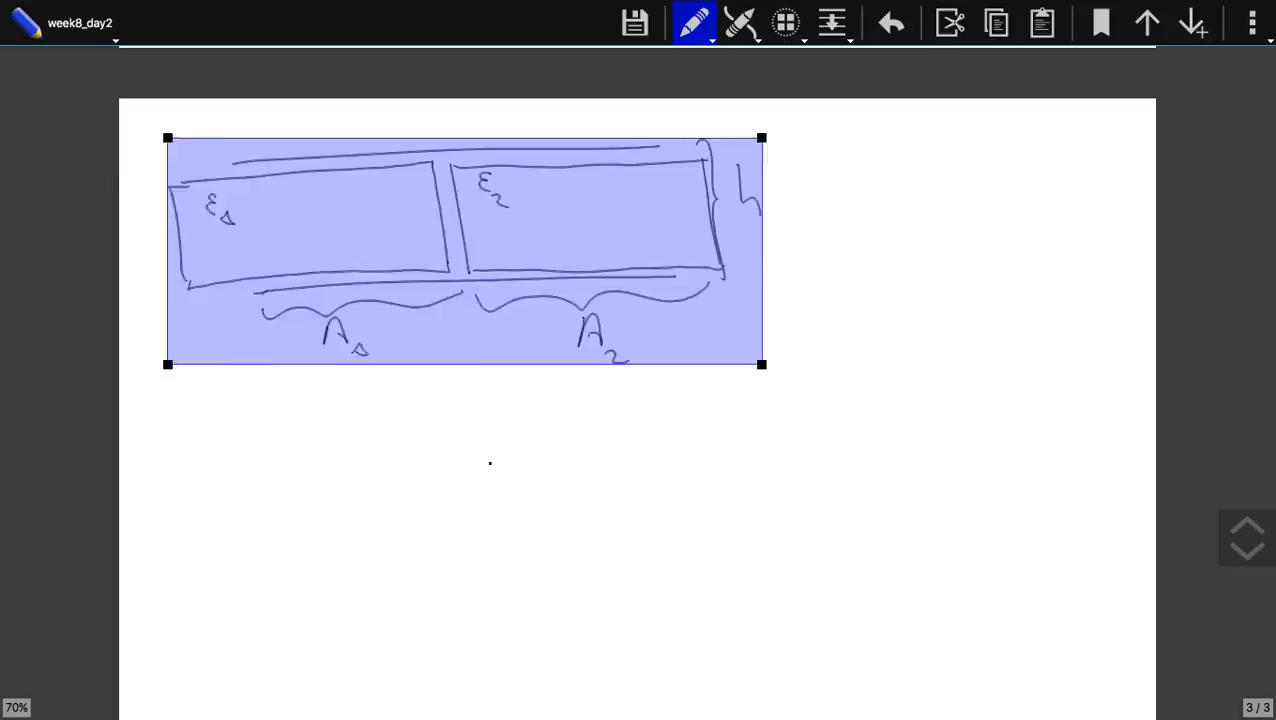 week8_day2
ε₁
ε₂
h
A₁
A₂
70%
3 / 3